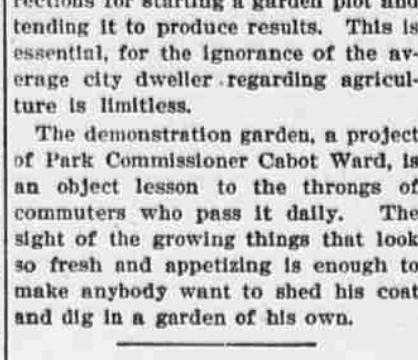 rections for starting a garden plot and
tending it to produce results. This is
essential, for the ignorance of the av-
erage city dweller regarding agricul-
ture is limitless.
The demonstration garden, a project
of Park Commissioner Cabot Ward, is
an object lesson to the throngs of
commuters who pass it daily. The
sight of the growing things that look
so fresh and appetizing is enough to
make anybody want to shed his coat
and dig in a garden of his own.